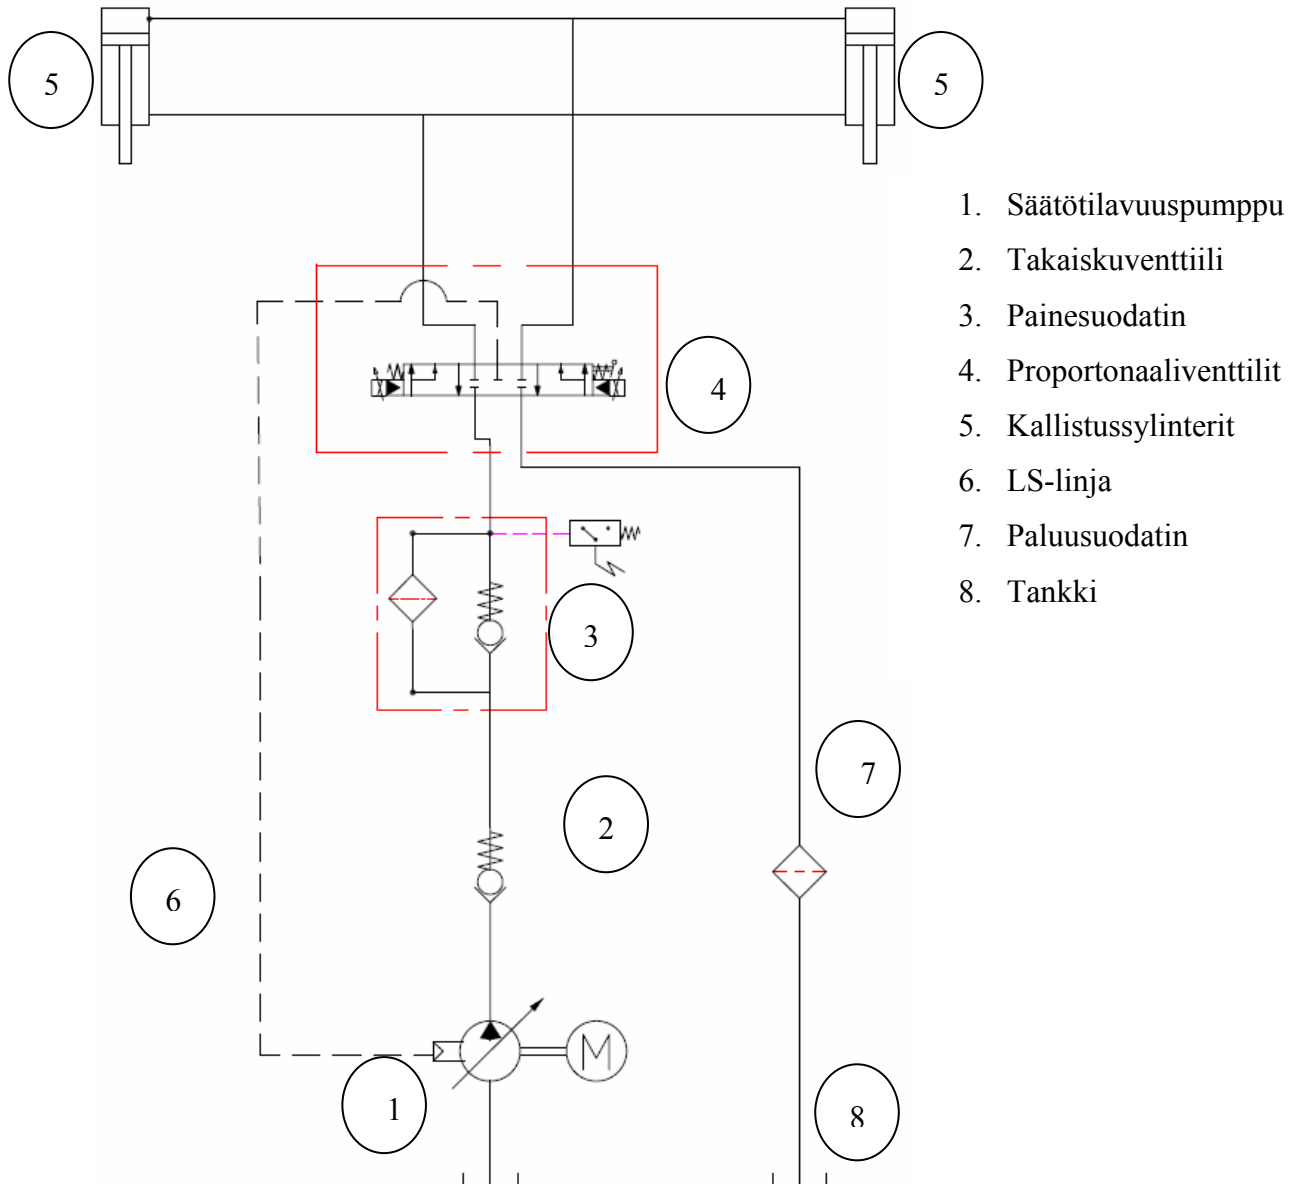 5
5
1. Säätötilavuuspumppu
2. Takaiskuventtiili
3. Painesuodatin
4. Proportonaaliventtilit
5. Kallistussylinterit
6. LS-linja
7. Paluusuodatin
8. Tankki
4
3
7
2
6
M
1
8